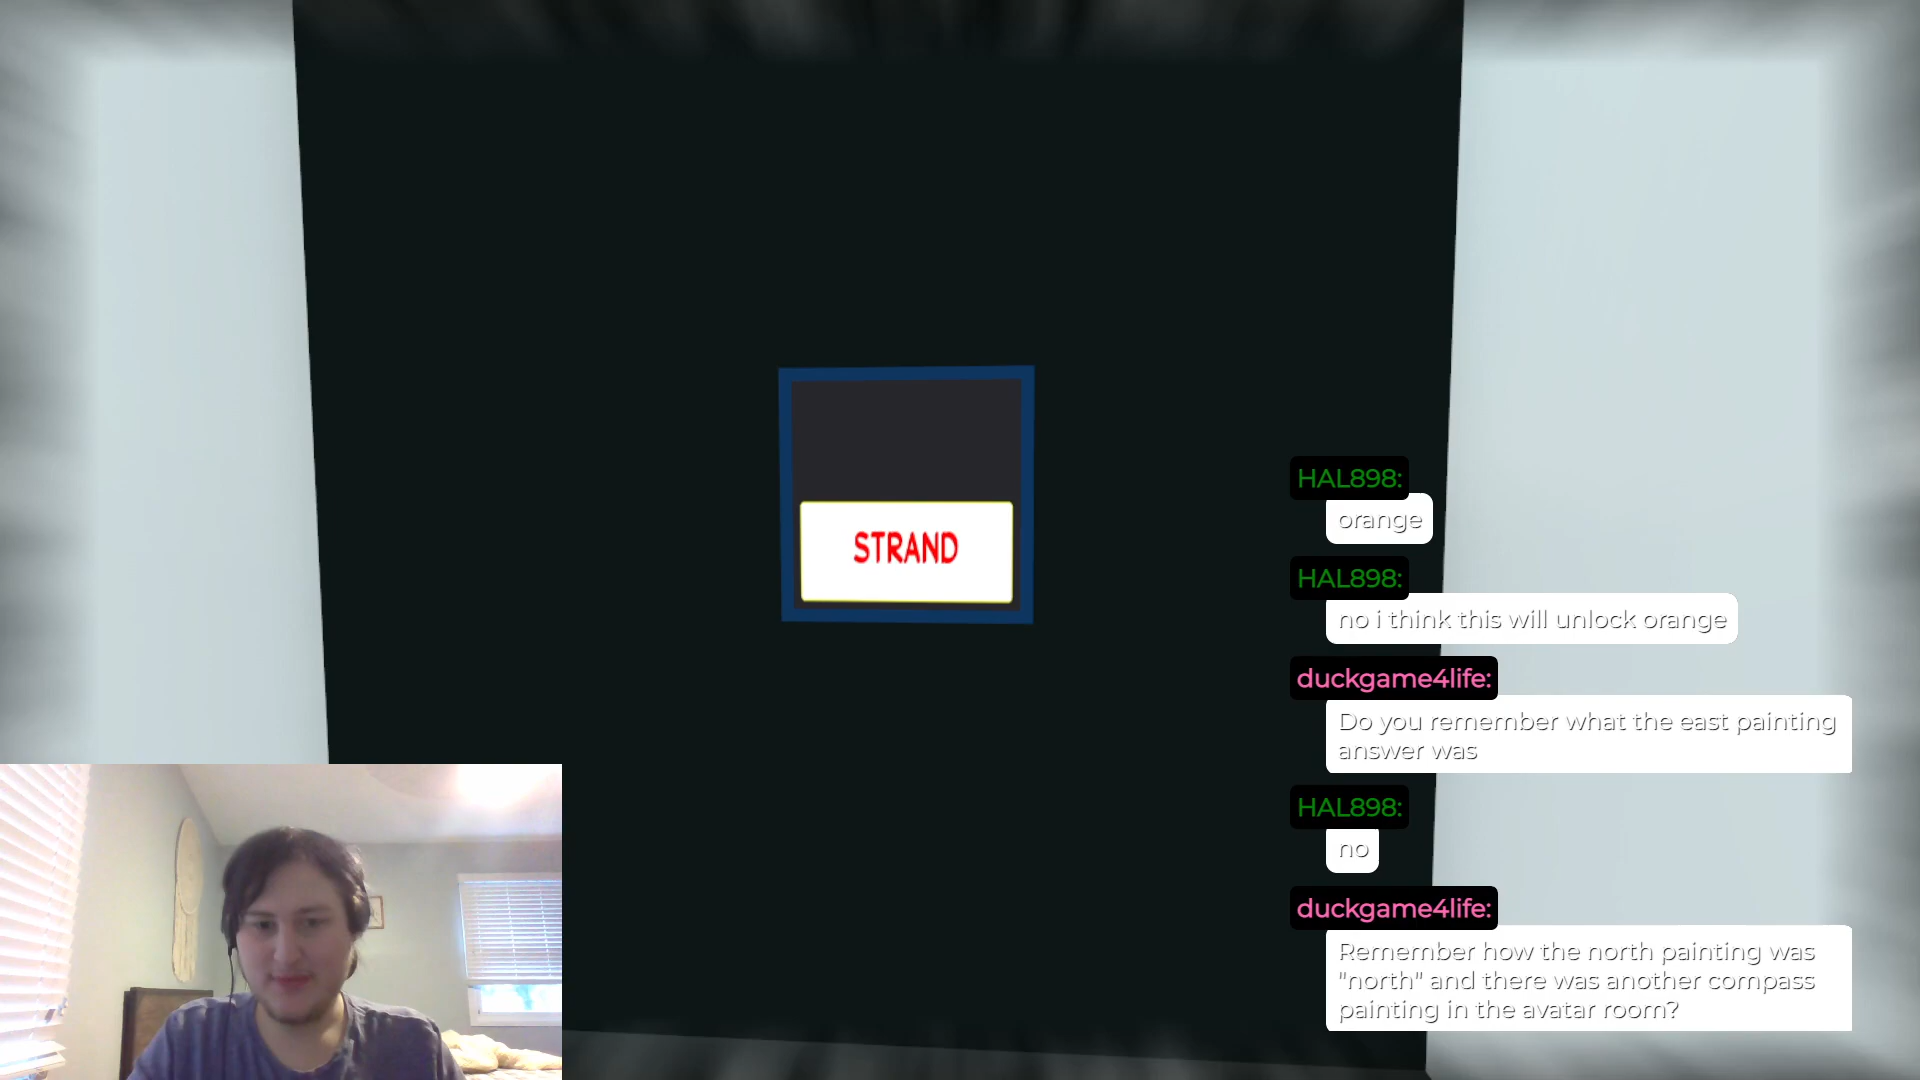 STRAND
HAL898:
orange
HAL898:
no i think this will unlock orange
duckgame4life:
Do you remember what the east painting
answer was
HAL898:
no
duckgame4life:
Remember how the north painting was
"north" and there was another compass
painting in the avatar room?